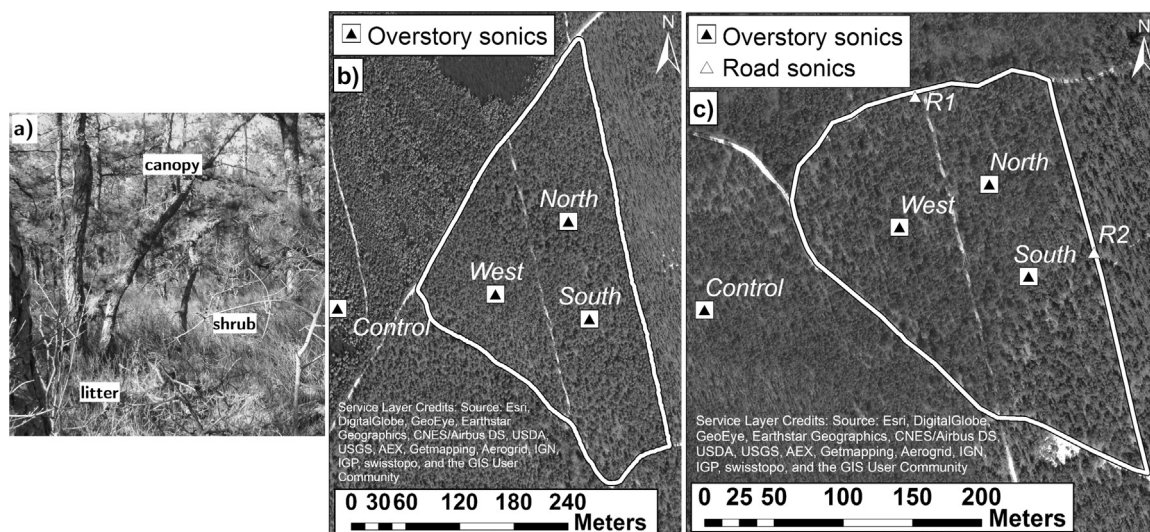 a)
canopy
shrub
litter
Overstory sonics
b)
N
North
West
South
Control
Service Layer Credits: Source: Esri,
DigitalGlobe, GeoEye, Earthstar
Geographics, CNES/Airbus DS, USDA,
USGS, AEX, Getmapping, Aerogrid, IGN,
IGP, swisstopo, and the GIS User
Community
0 30 60 120 180 240
Meters
Overstory sonics
Road sonics
c)
N
R1
North
West
R2
South
Control
Service Layer Credits: Source: Esri, DigitalGlobe,
GeoEye, Earthstar Geographics, CNES/Airbus DS,
USDA, USGS, AEX, Getmapping, Aerogrid, IGN,
IGP, swisstopo, and the GIS User
Community
0 25 50 100 150 200
Meters